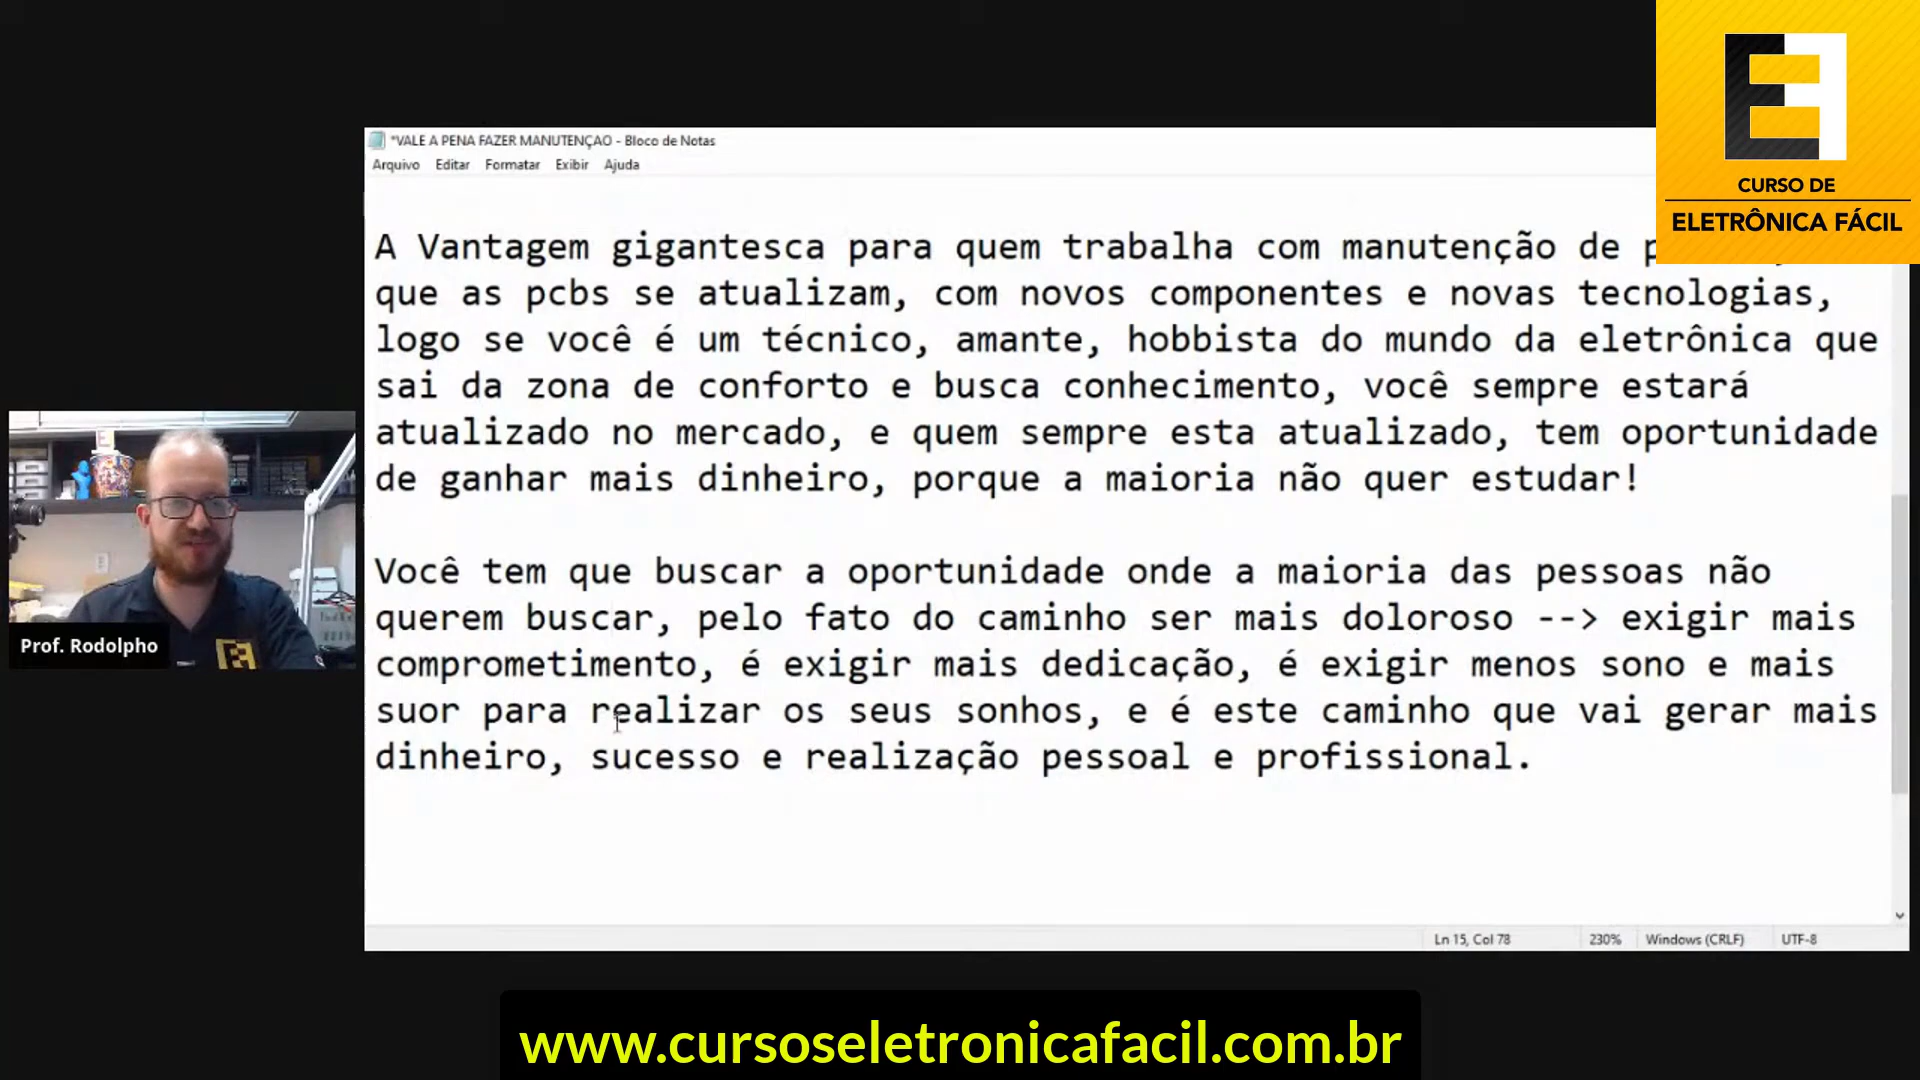 *VALE A PENA FAZER MANUTENÇAO - Bloco de Notas
Arquivo Editar Formatar Exibir Ajuda
CURSO DE
ELETRÔNICA FÁCIL
A Vantagem gigantesca para quem trabalha com manutenção de
que as pcbs se atualizam, com novos componentes e novas tecnologias,
logo se você é um técnico, amante, hobbista do mundo da eletrônica que
sai da zona de conforto e busca conhecimento, você sempre estará
atualizado no mercado, e quem sempre esta atualizado, tem oportunidade
de ganhar mais dinheiro, porque a maioria não quer estudar!
Você tem que buscar a oportunidade onde a maioria das pessoas não
querem buscar, pelo fato do caminho ser mais doloroso --> exigir mais
comprometimento, é exigir mais dedicação, é exigir menos sono e mais
suor para realizar os seus sonhos, e é este caminho que vai gerar mais
dinheiro, sucesso e realização pessoal e profissional.
Prof. Rodolpho
Ln 15, Col 78 230% Windows (CRLF) UTF-8
www.cursoseletronicafacil.com.br